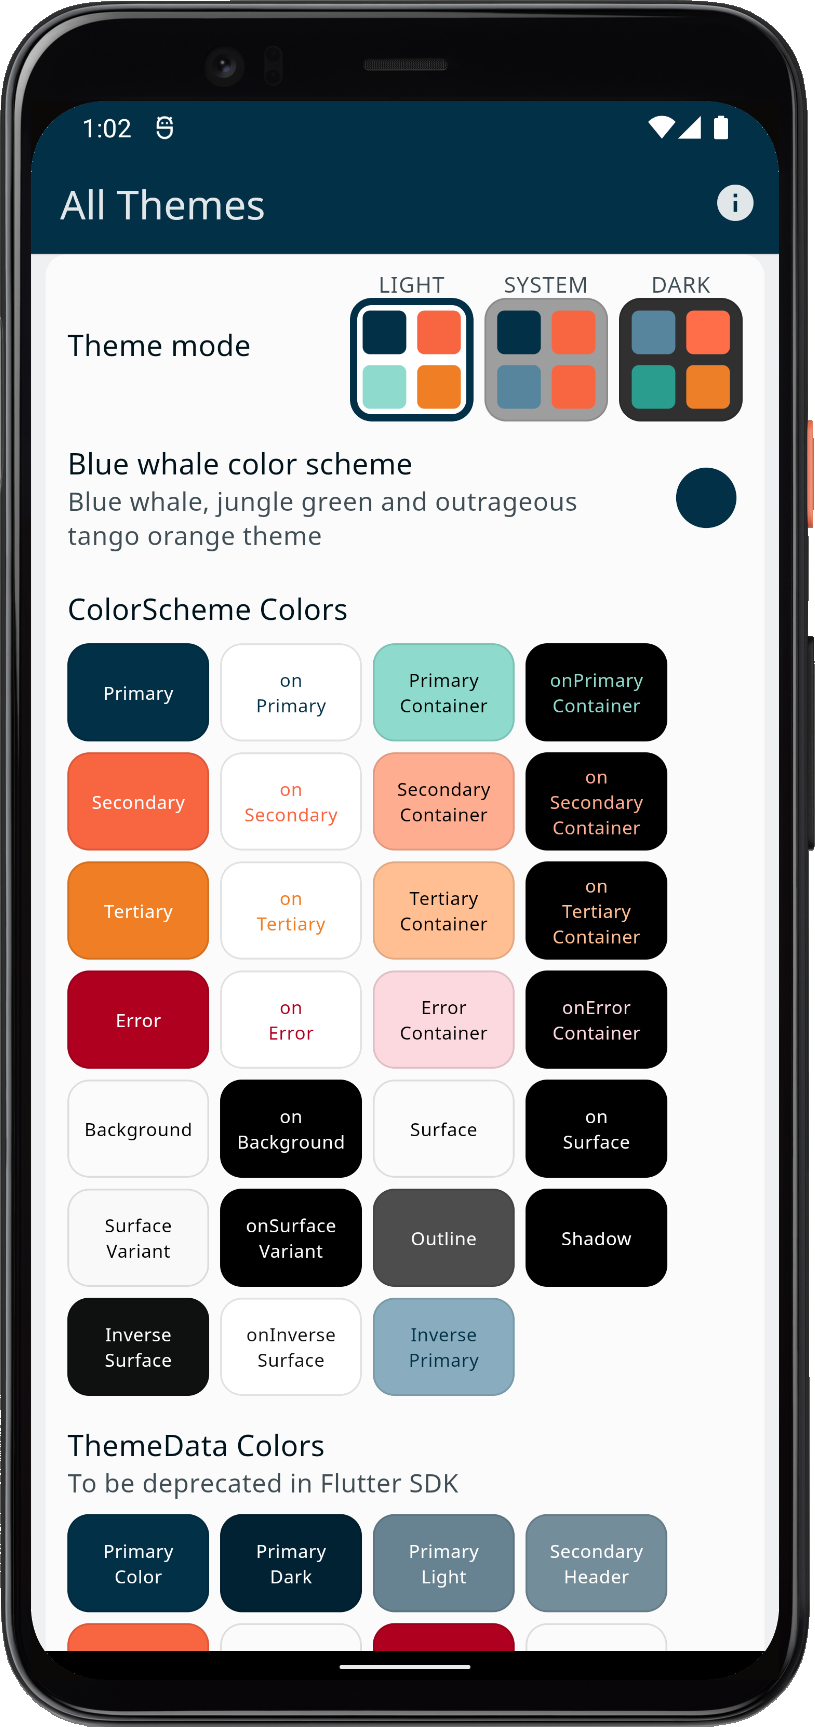 1:02
All Themes
LIGHT SYSTEM DARK
Theme mode
Blue whale color scheme
Blue whale, jungle green and outrageous
tango orange theme
ColorScheme Colors
Primary
on
Primary
Primary
Container
onPrimary
Container
Secondary
on
Secondary
Secondary
Container
on
Secondary
Container
Tertiary
on
Tertiary
Tertiary
Container
on
Tertiary
Container
Error
on
Error
Error
Container
onError
Container
Background
on
Background
Surface
on
Surface
Surface
Variant
onSurface
Variant
Outline
Shadow
Inverse
Surface
onInverse
Surface
Inverse
Primary
ThemeData Colors
To be deprecated in Flutter SDK
Primary
Color
Primary
Dark
Primary
Light
Secondary
Header